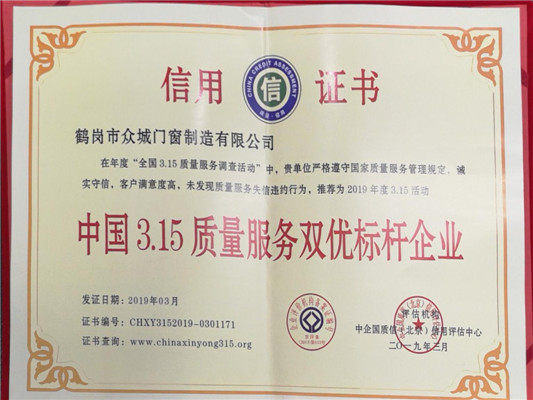 信用 证书
CHINA CREDIT ASSESSMENT
信
鹤岗市众城门窗制造有限公司
在年度“全国3.15质量服务调查活动”中，贵单位严格遵守国家质量服务管理规定，诚
实守信，客户满意度高，未发现质量服务失信违约行为，推荐为2019年度3.15活动
中国3.15质量服务双优标杆企业
发证日期：2019年03月
证书编号：CHXY3152019-0301171
证书查询：www.chinaxinyong315.org
评估机构
中企国质信（北京）信用评估中心
二〇一九年三月